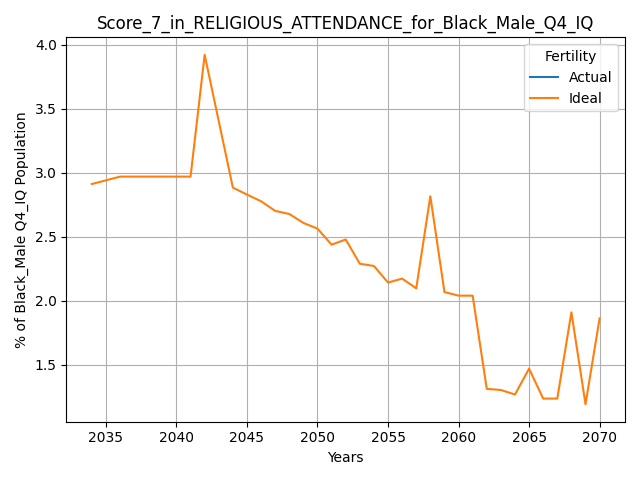 Score_7_in_RELIGIOUS_ATTENDANCE_for_Black_Male_Q4_IQ
Fertility
Actual
Ideal
% of Black_Male Q4_IQ Population
4.0
3.5
3.0
2.5
2.0
1.5
2035 2040 2045 2050 2055 2060 2065 2070
Years